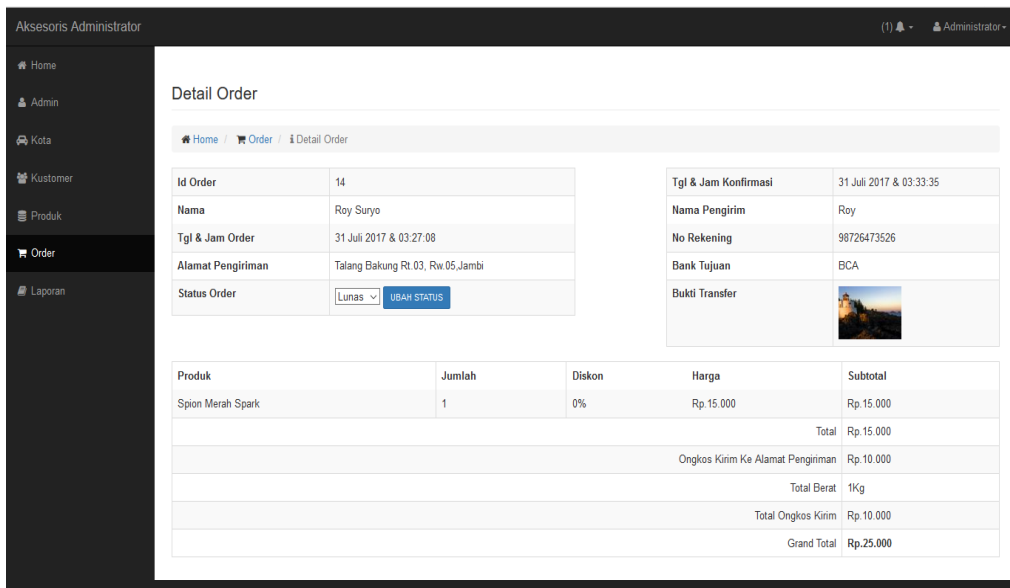 Aksesoris Administrator
(1)
Administrator
Home
Admin
Kota
Kustomer
Produk
Order
Laporan
Detail Order
Home / Order / Detail Order
Id Order 14
Nama Roy Suryo
Tgl & Jam Order 31 Juli 2017 & 03:27:08
Alamat Pengiriman Talang Bakung Rt.03, Rw.05,Jambi
Status Order Lunas UBAH STATUS
Tgl & Jam Konfirmasi 31 Juli 2017 & 03:33:35
Nama Pengirim Roy
No Rekening 98726473526
Bank Tujuan BCA
Bukti Transfer
Produk Jumlah Diskon Harga Subtotal
Spion Merah Spark 1 0% Rp.15.000 Rp.15.000
Total Rp.15.000
Ongkos Kirim Ke Alamat Pengiriman Rp.10.000
Total Berat 1Kg
Total Ongkos Kirim Rp.10.000
Grand Total Rp.25.000